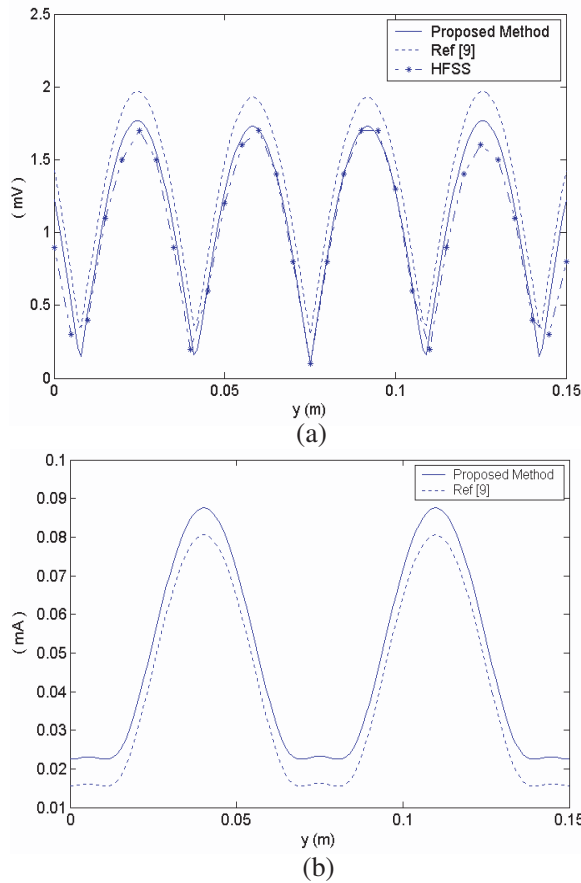 2.5
Proposed Method
Ref [9]
HFSS
2
1.5
( mV )
1
0.5
0
0 0.05 0.1 0.15
y (m)
(a)
0.1
Proposed Method
Ref [9]
0.09
0.08
0.07
0.06
( mA )
0.05
0.04
0.03
0.02
0.01
0 0.05 0.1 0.15
y (m)
(b)